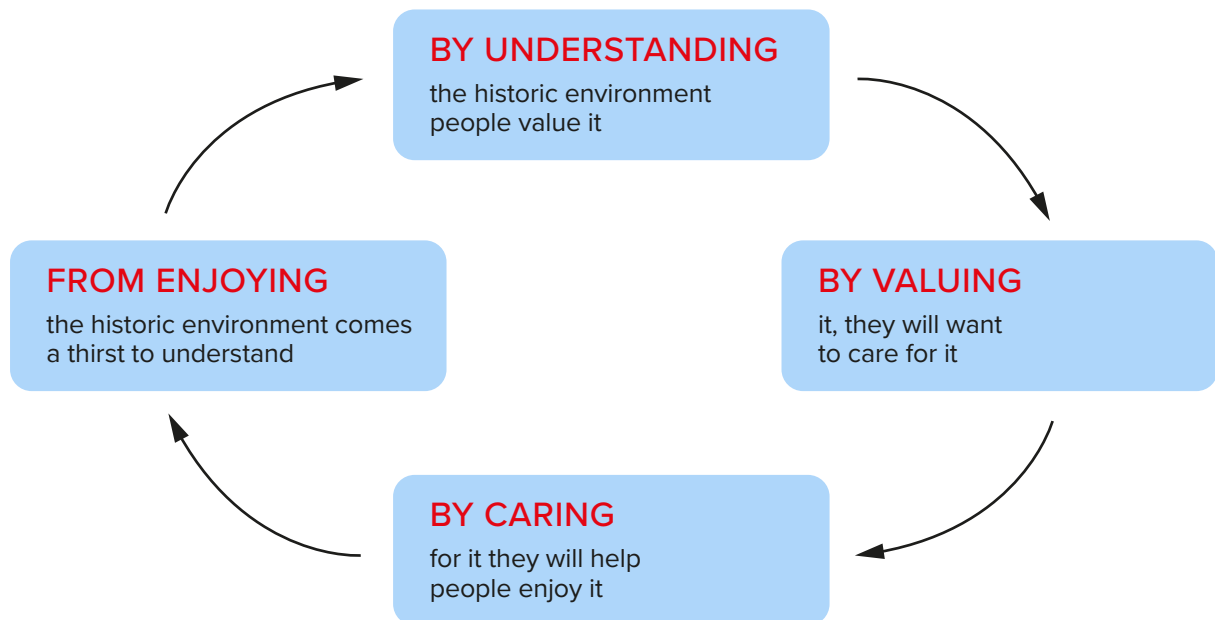 BY UNDERSTANDING
the historic environment
people value it
BY VALUING
it, they will want
to care for it
BY CARING
for it they will help
people enjoy it
FROM ENJOYING
the historic environment comes
a thirst to understand